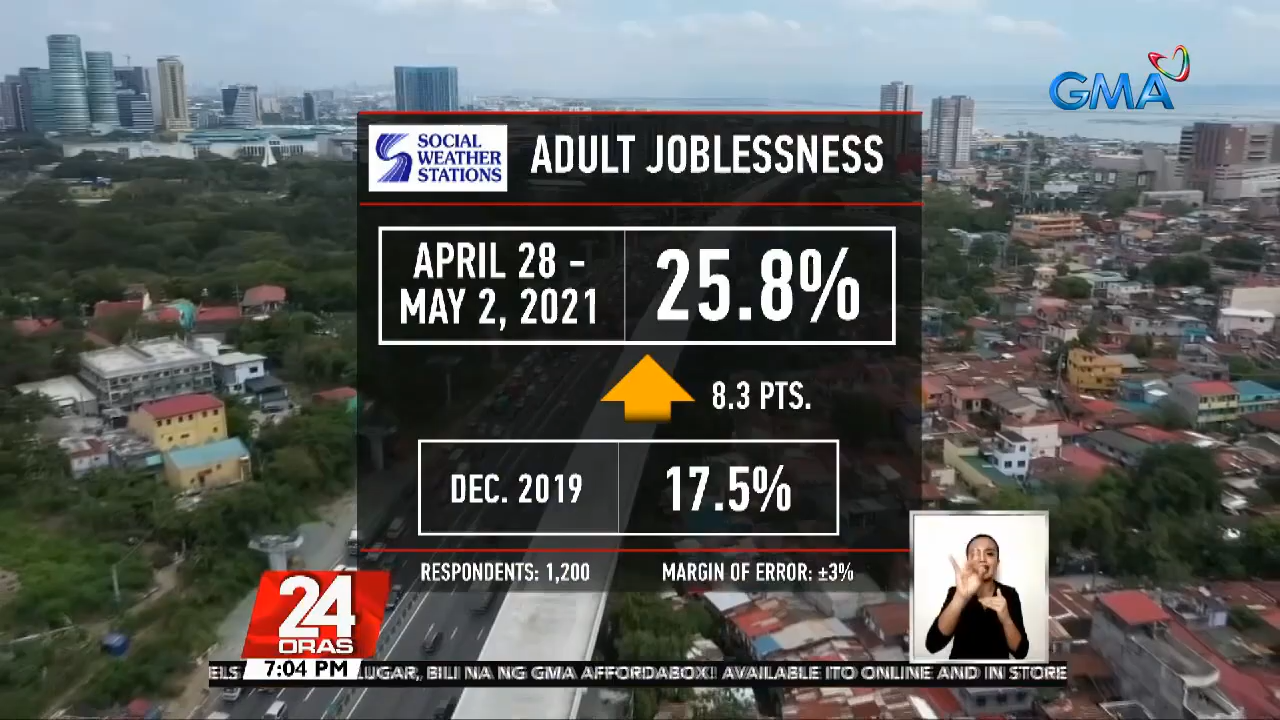 GMA
SOCIAL
WEATHER
STATIONS
ADULT JOBLESSNESS
APRIL 28 -
MAY 2, 2021
25.8%
8.3 PTS.
DEC. 2019
17.5%
RESPONDENTS: 1,200
MARGIN OF ERROR: ±3%
24
ORAS
7:04 PM
LUGAR, BILI NA NG GMA AFFORDABOX! AVAILABLE ITO ONLINE AND IN STORE